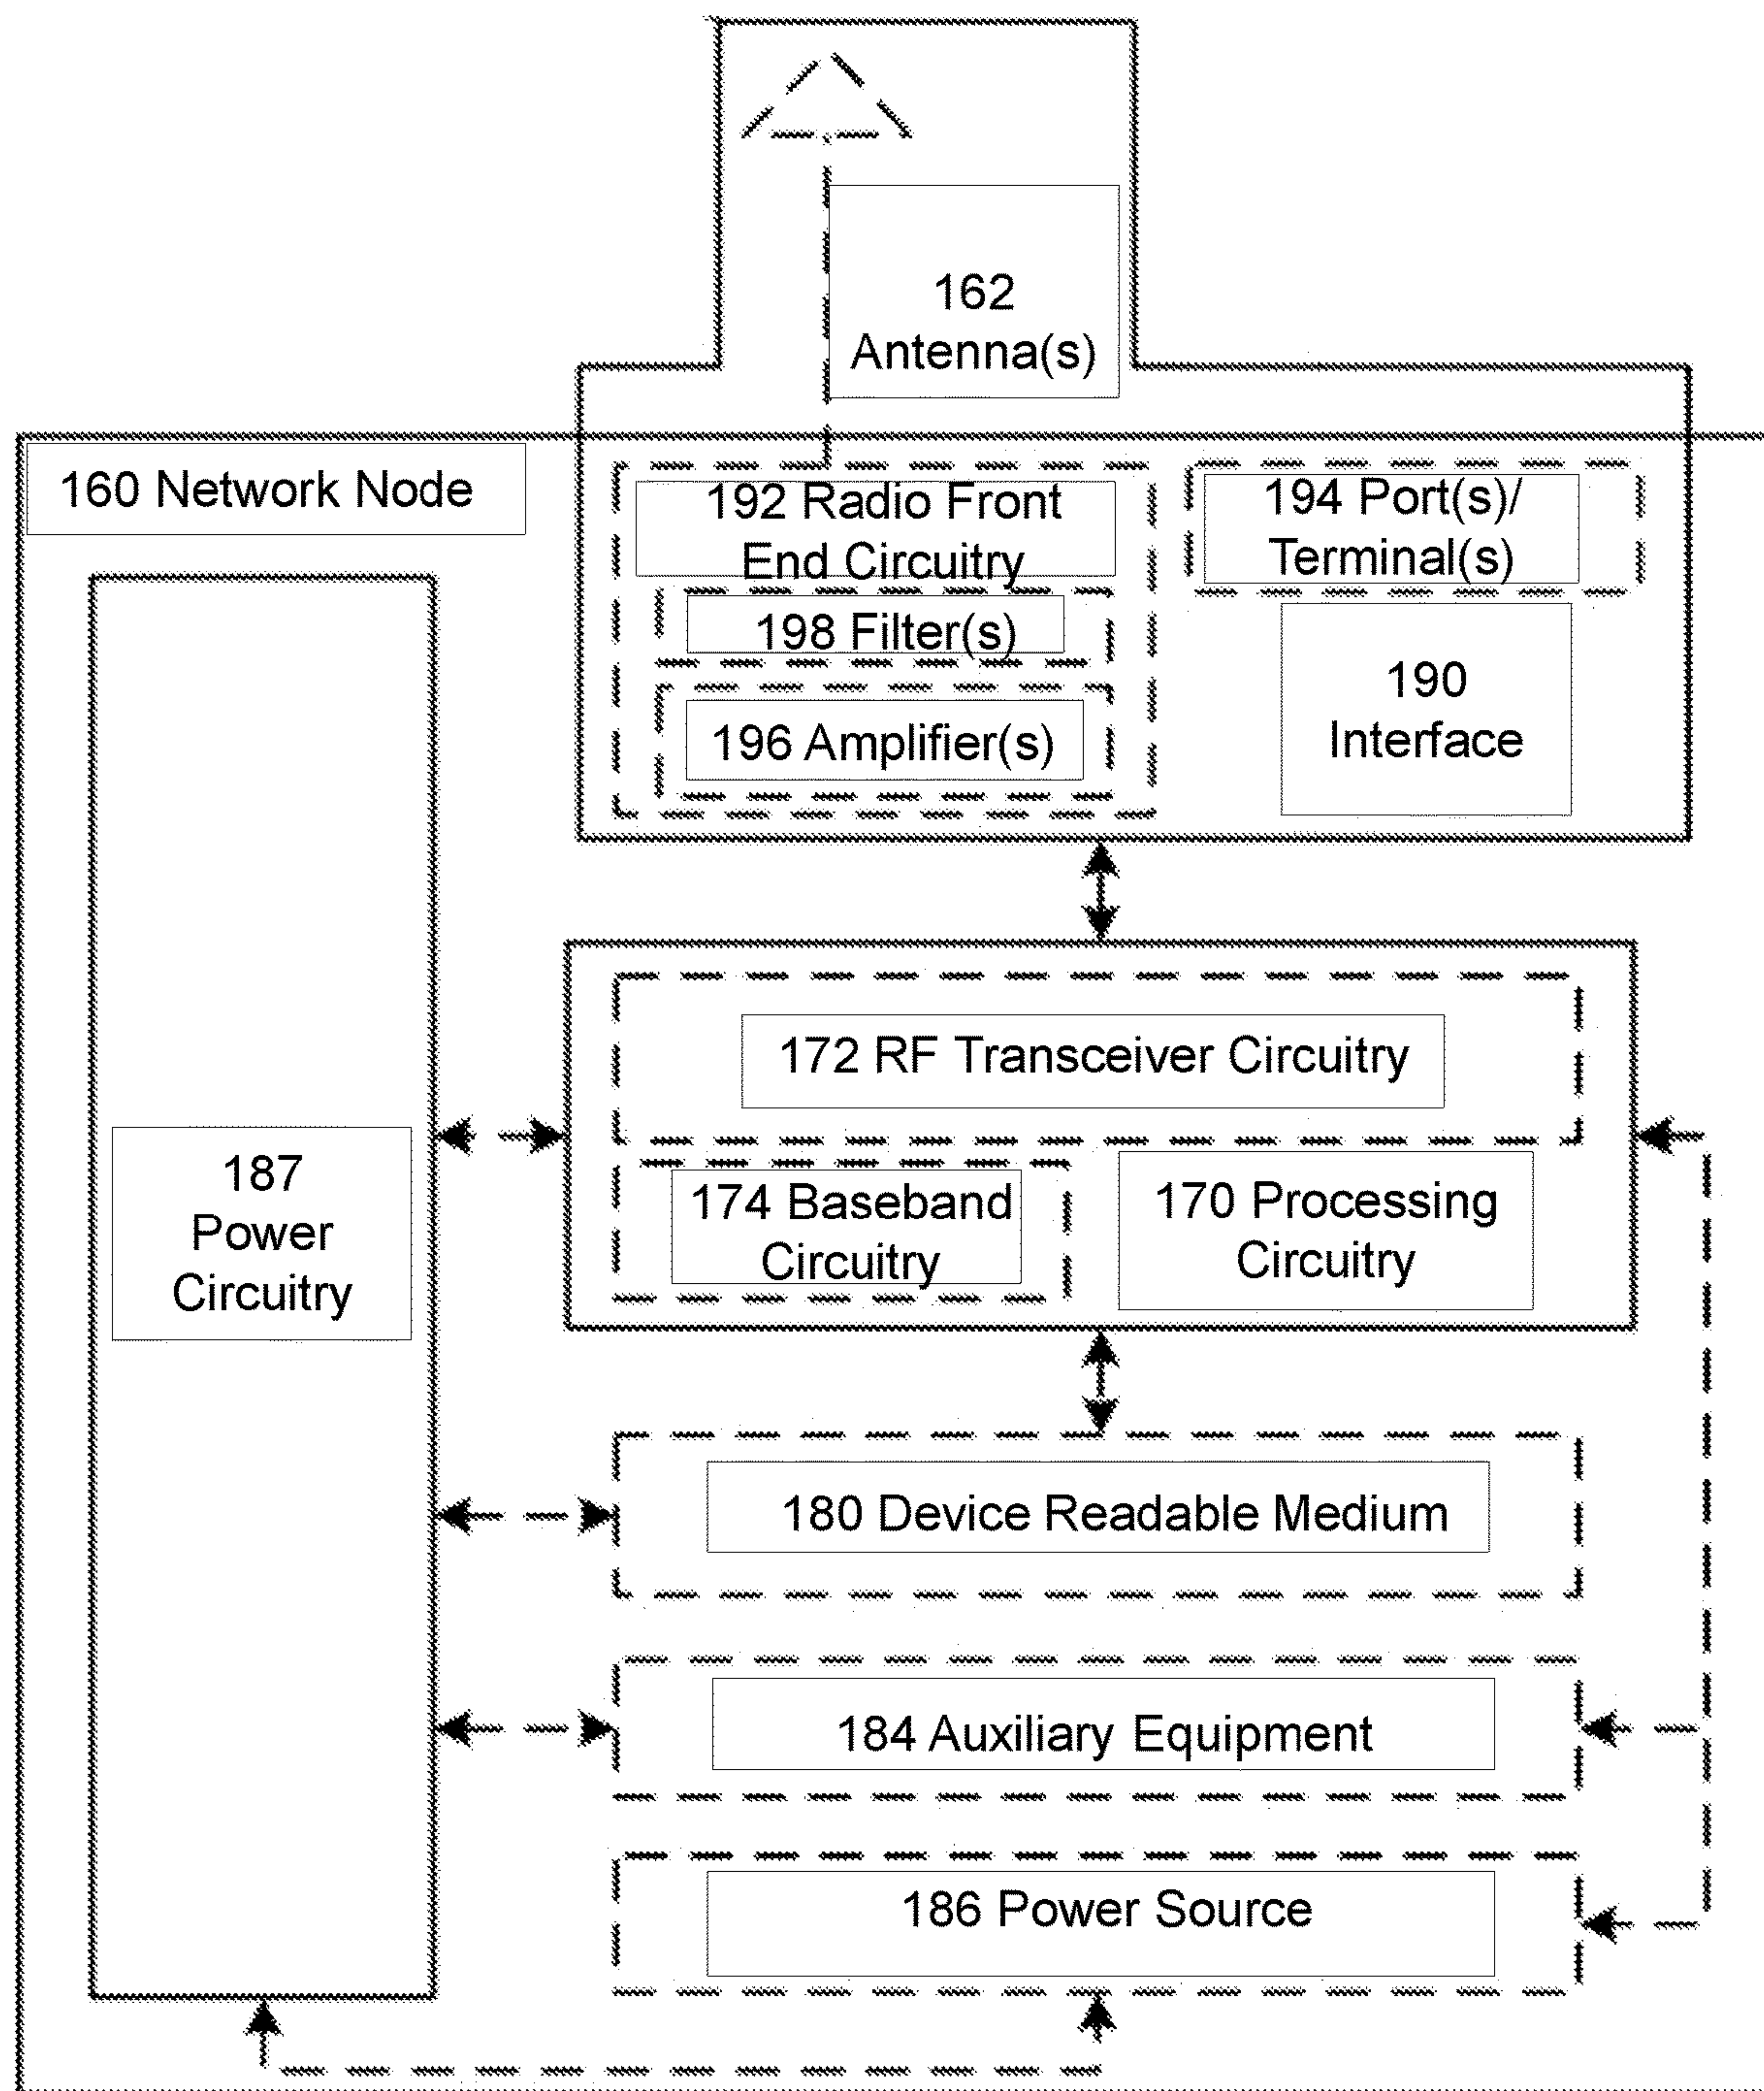 162
Antenna(s)
160 Network Node
192 Radio Front
End Circuitry
194 Port(s)/
Terminal(s)
198 Filter(s)
196 Amplifier(s)
190
Interface
172 RF Transceiver Circuitry
187
Power
Circuitry
174 Baseband
Circuitry
170 Processing
Circuitry
180 Device Readable Medium
184 Auxiliary Equipment
186 Power Source